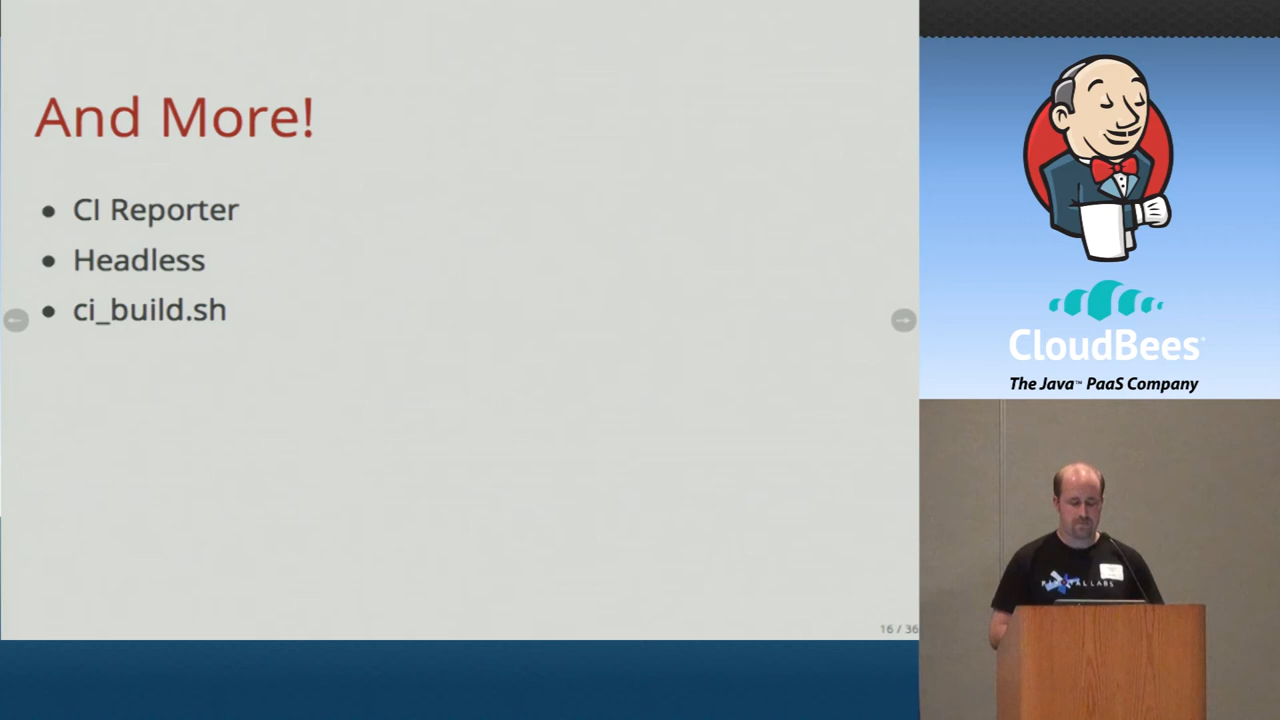 And More!
• CI Reporter
• Headless
• ci_build.sh
16 / 36
CloudBees
The Java™ PaaS Company